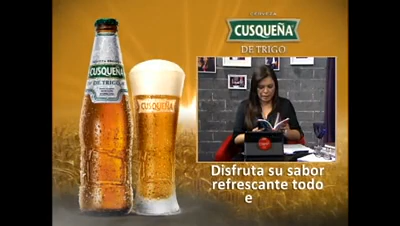 CERVEZA
CUSQUEÑA
DE TRIGO
CUSQUEÑA
DE TRIGO
CUSQUEÑA
Disfruta su sabor
refrescante todo
e